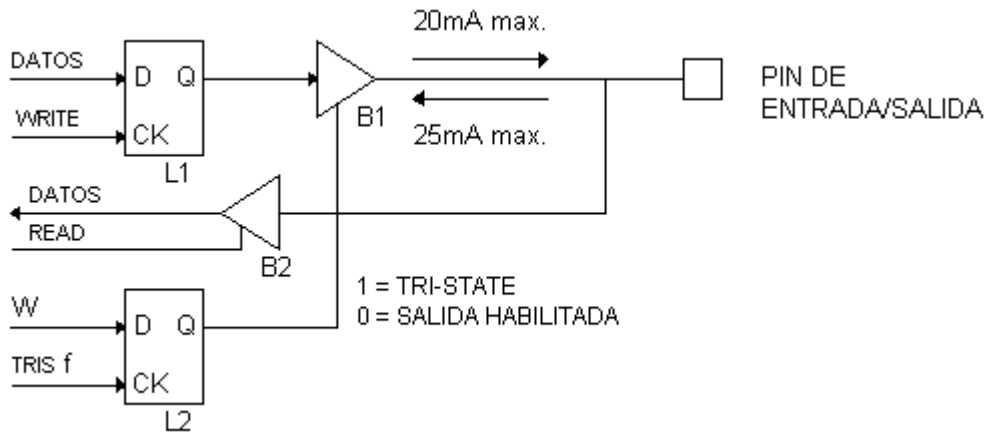 20mA max.
DATOS
D Q
PIN DE
ENTRADA/SALIDA
WRITE
CK
B1
25mA max.
L1
DATOS
READ
B2
1 = TRI-STATE
0 = SALIDA HABILITADA
W
D Q
TRIS f
CK
L2